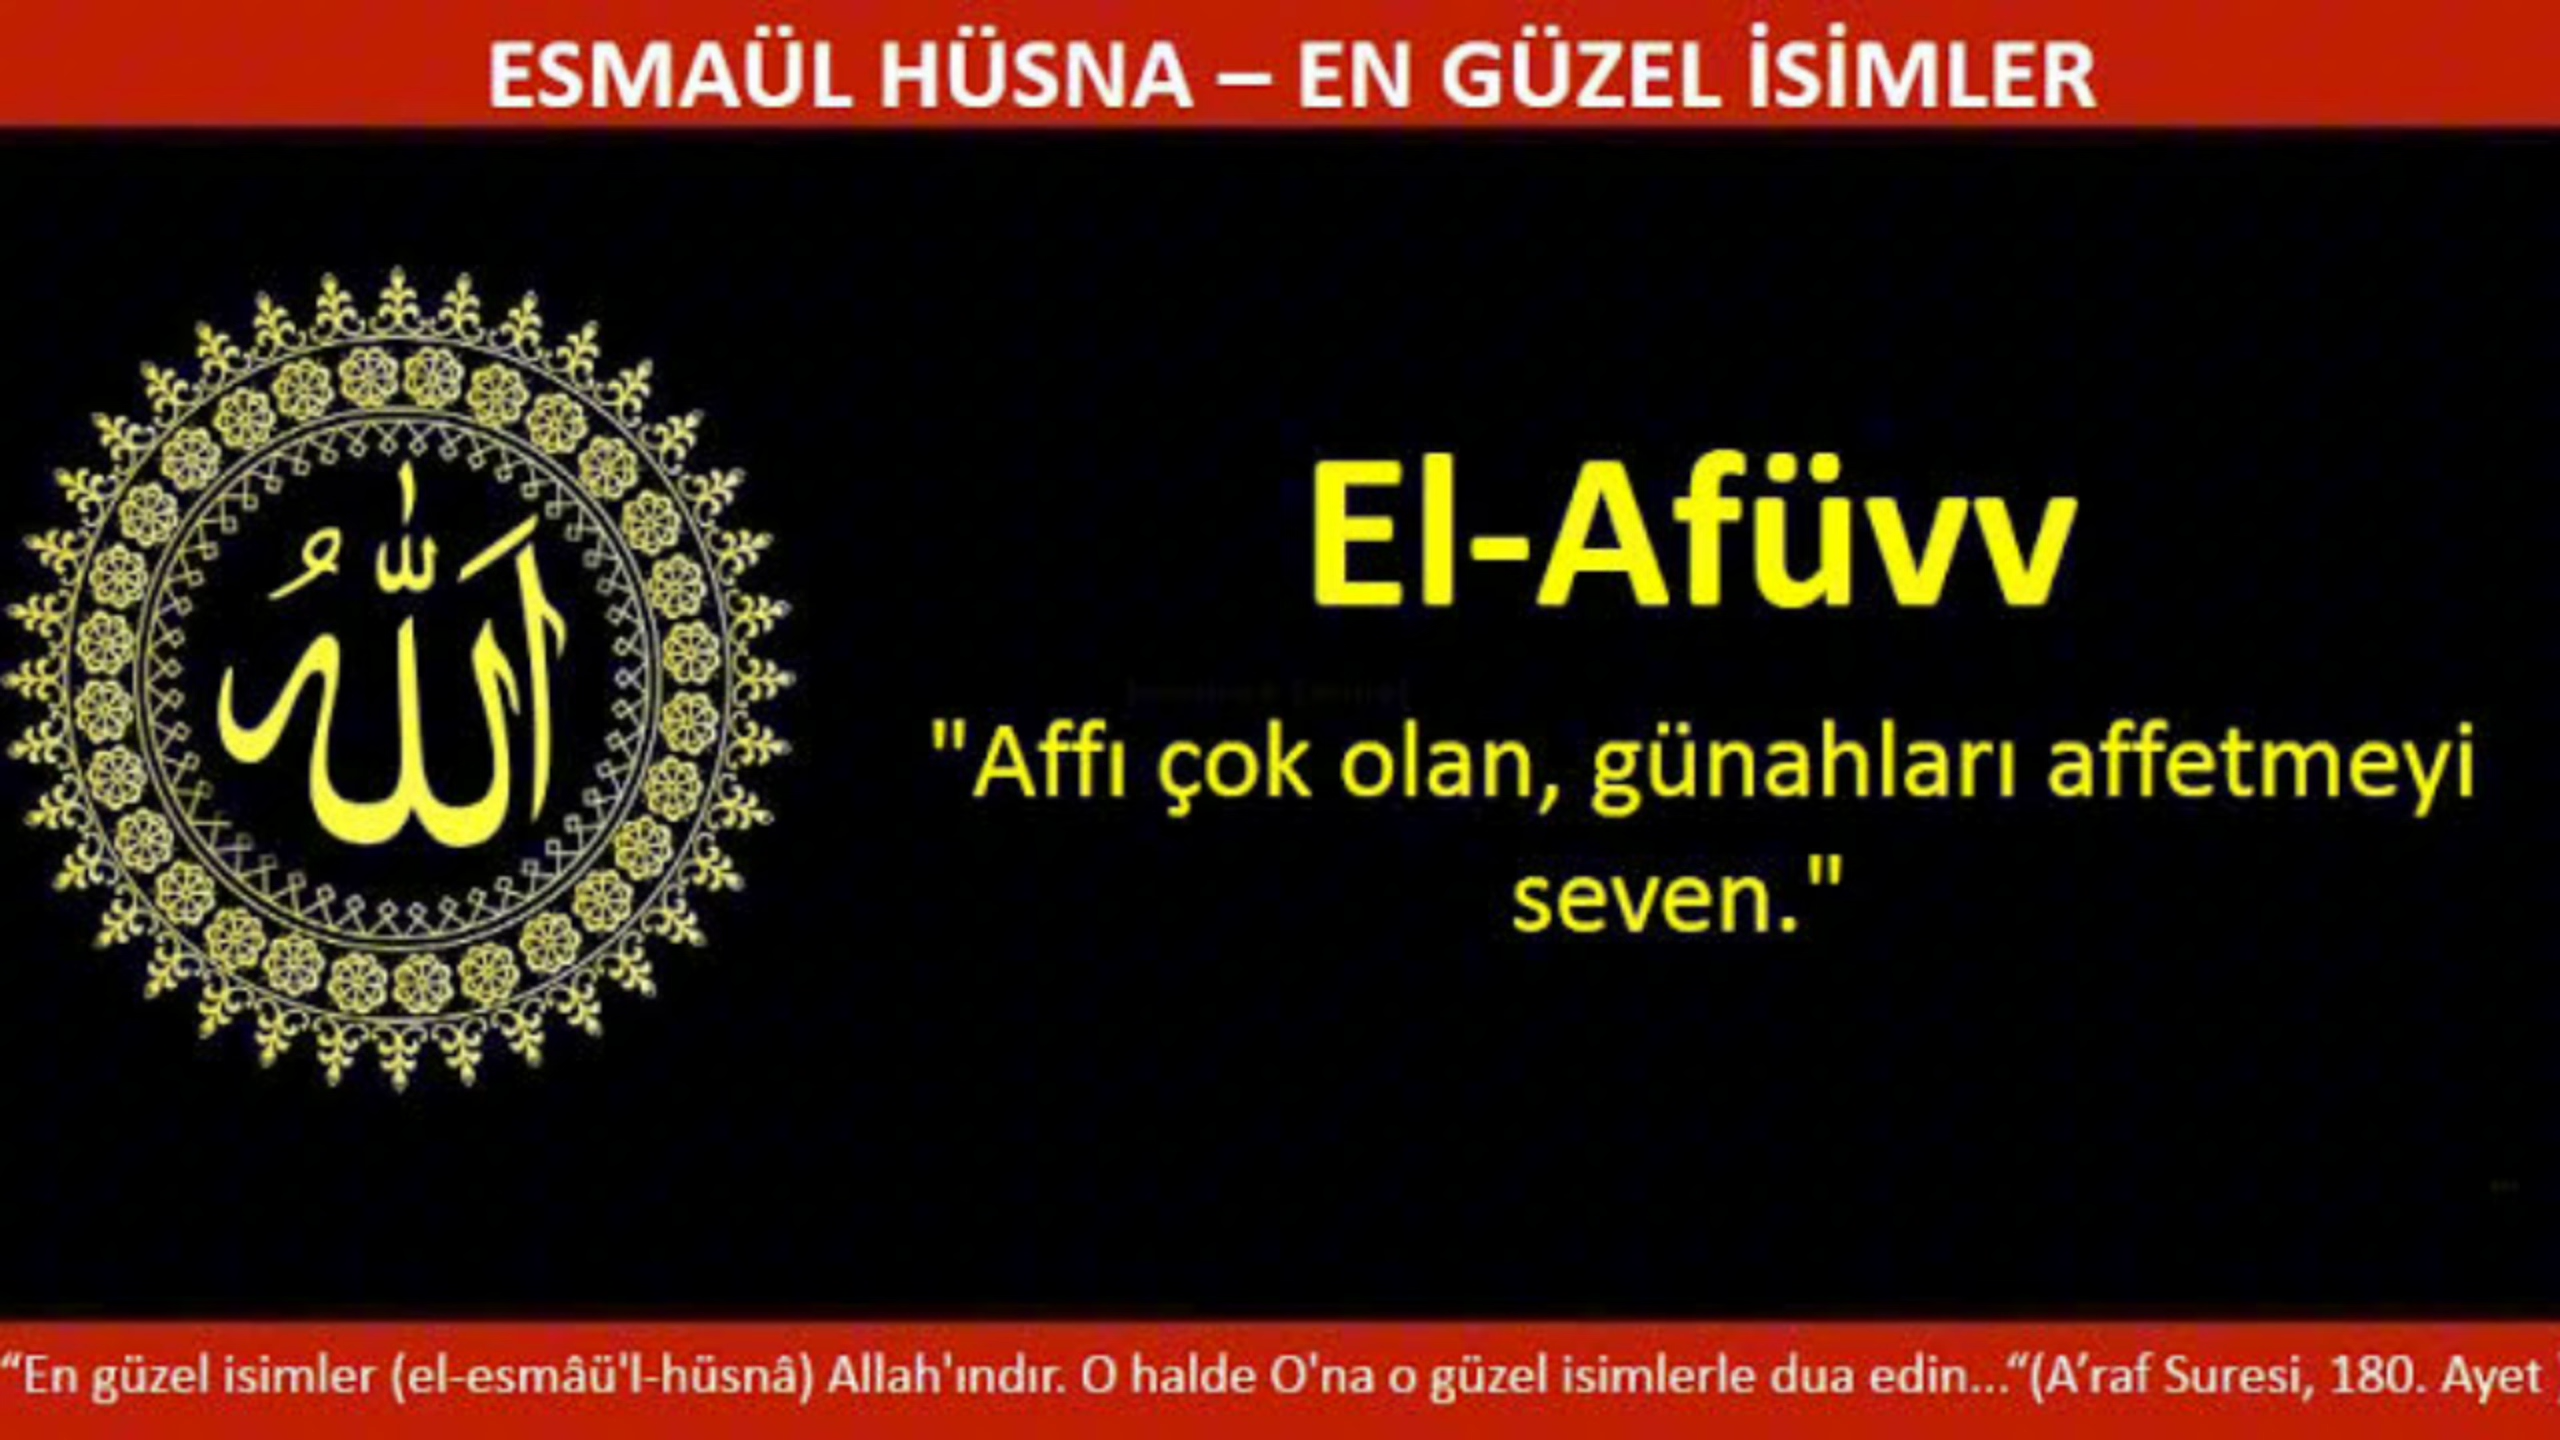 ESMAÜL HÜSNA – EN GÜZEL İSİMLER
اللّٰهُ
El-Afüvv
"Affı çok olan, günahları affetmeyi
seven."
“En güzel isimler (el-esmâü'l-hüsnâ) Allah'ındır. O halde O'na o güzel isimlerle dua edin...“(A’raf Suresi, 180. Ayet )